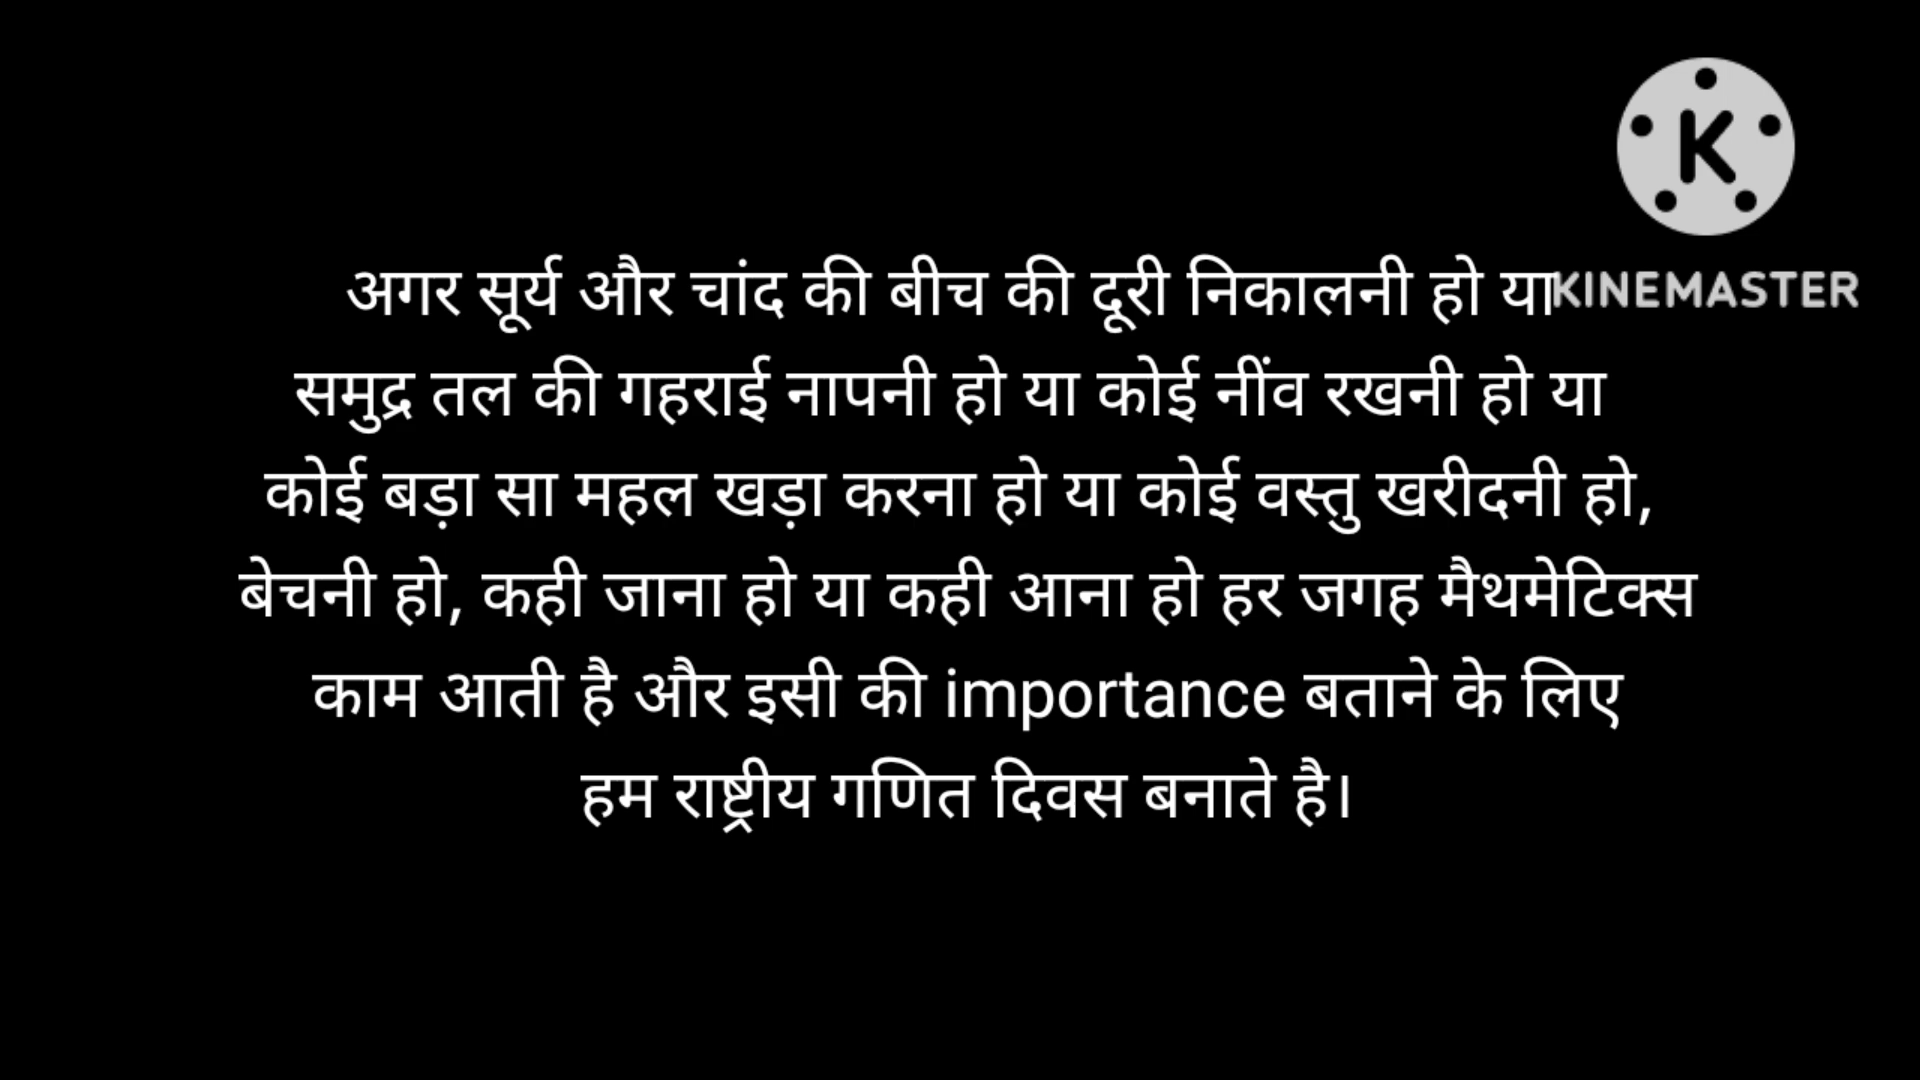 K
KINEMASTER
अगर सूर्य और चांद की बीच की दूरी निकालनी हो या
समुद्र तल की गहराई नापनी हो या कोई नींव रखनी हो या
कोई बड़ा सा महल खड़ा करना हो या कोई वस्तु खरीदनी हो,
बेचनी हो, कही जाना हो या कही आना हो हर जगह मैथमेटिक्स
काम आती है और इसी की importance बताने के लिए
हम राष्ट्रीय गणित दिवस बनाते है।